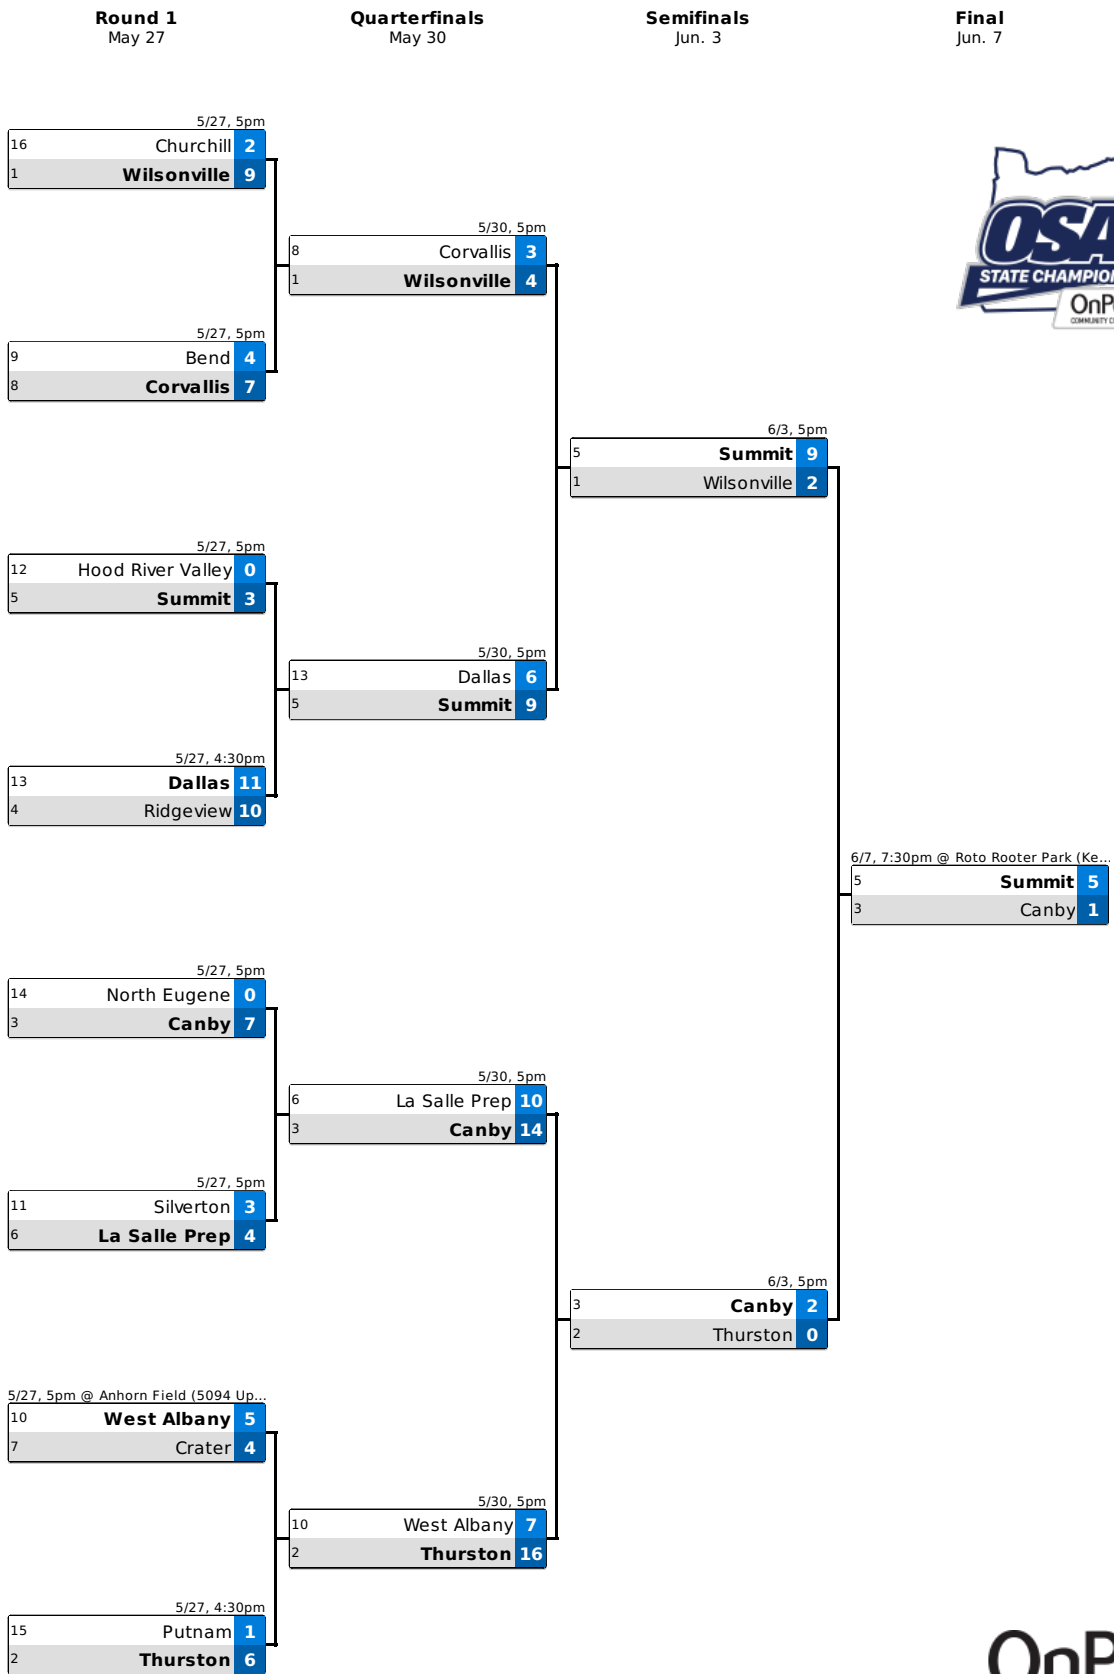 Round 1
May 27
Quarterfinals
May 30
Semifinals
Jun. 3
Final
Jun. 7
5/27, 5pm
16 Churchill 2
1 Wilsonville 9
5/30, 5pm
8 Corvallis 3
1 Wilsonville 4
5/27, 5pm
9 Bend 4
8 Corvallis 7
6/3, 5pm
5 Summit 9
1 Wilsonville 2
5/27, 5pm
12 Hood River Valley 0
5 Summit 3
5/30, 5pm
13 Dallas 6
5 Summit 9
5/27, 4:30pm
13 Dallas 11
4 Ridgeview 10
6/7, 7:30pm @ Roto Rooter Park (Ke...
5 Summit 5
3 Canby 1
5/27, 5pm
14 North Eugene 0
3 Canby 7
5/30, 5pm
6 La Salle Prep 10
3 Canby 14
5/27, 5pm
11 Silverton 3
6 La Salle Prep 4
6/3, 5pm
3 Canby 2
2 Thurston 0
5/27, 5pm @ Anhorn Field (5094 Up...
10 West Albany 5
7 Crater 4
5/30, 5pm
10 West Albany 7
2 Thurston 16
5/27, 4:30pm
15 Putnam 1
2 Thurston 6
OSA
STATE CHAMPIO
OnP
COMMUNITY C
OnP